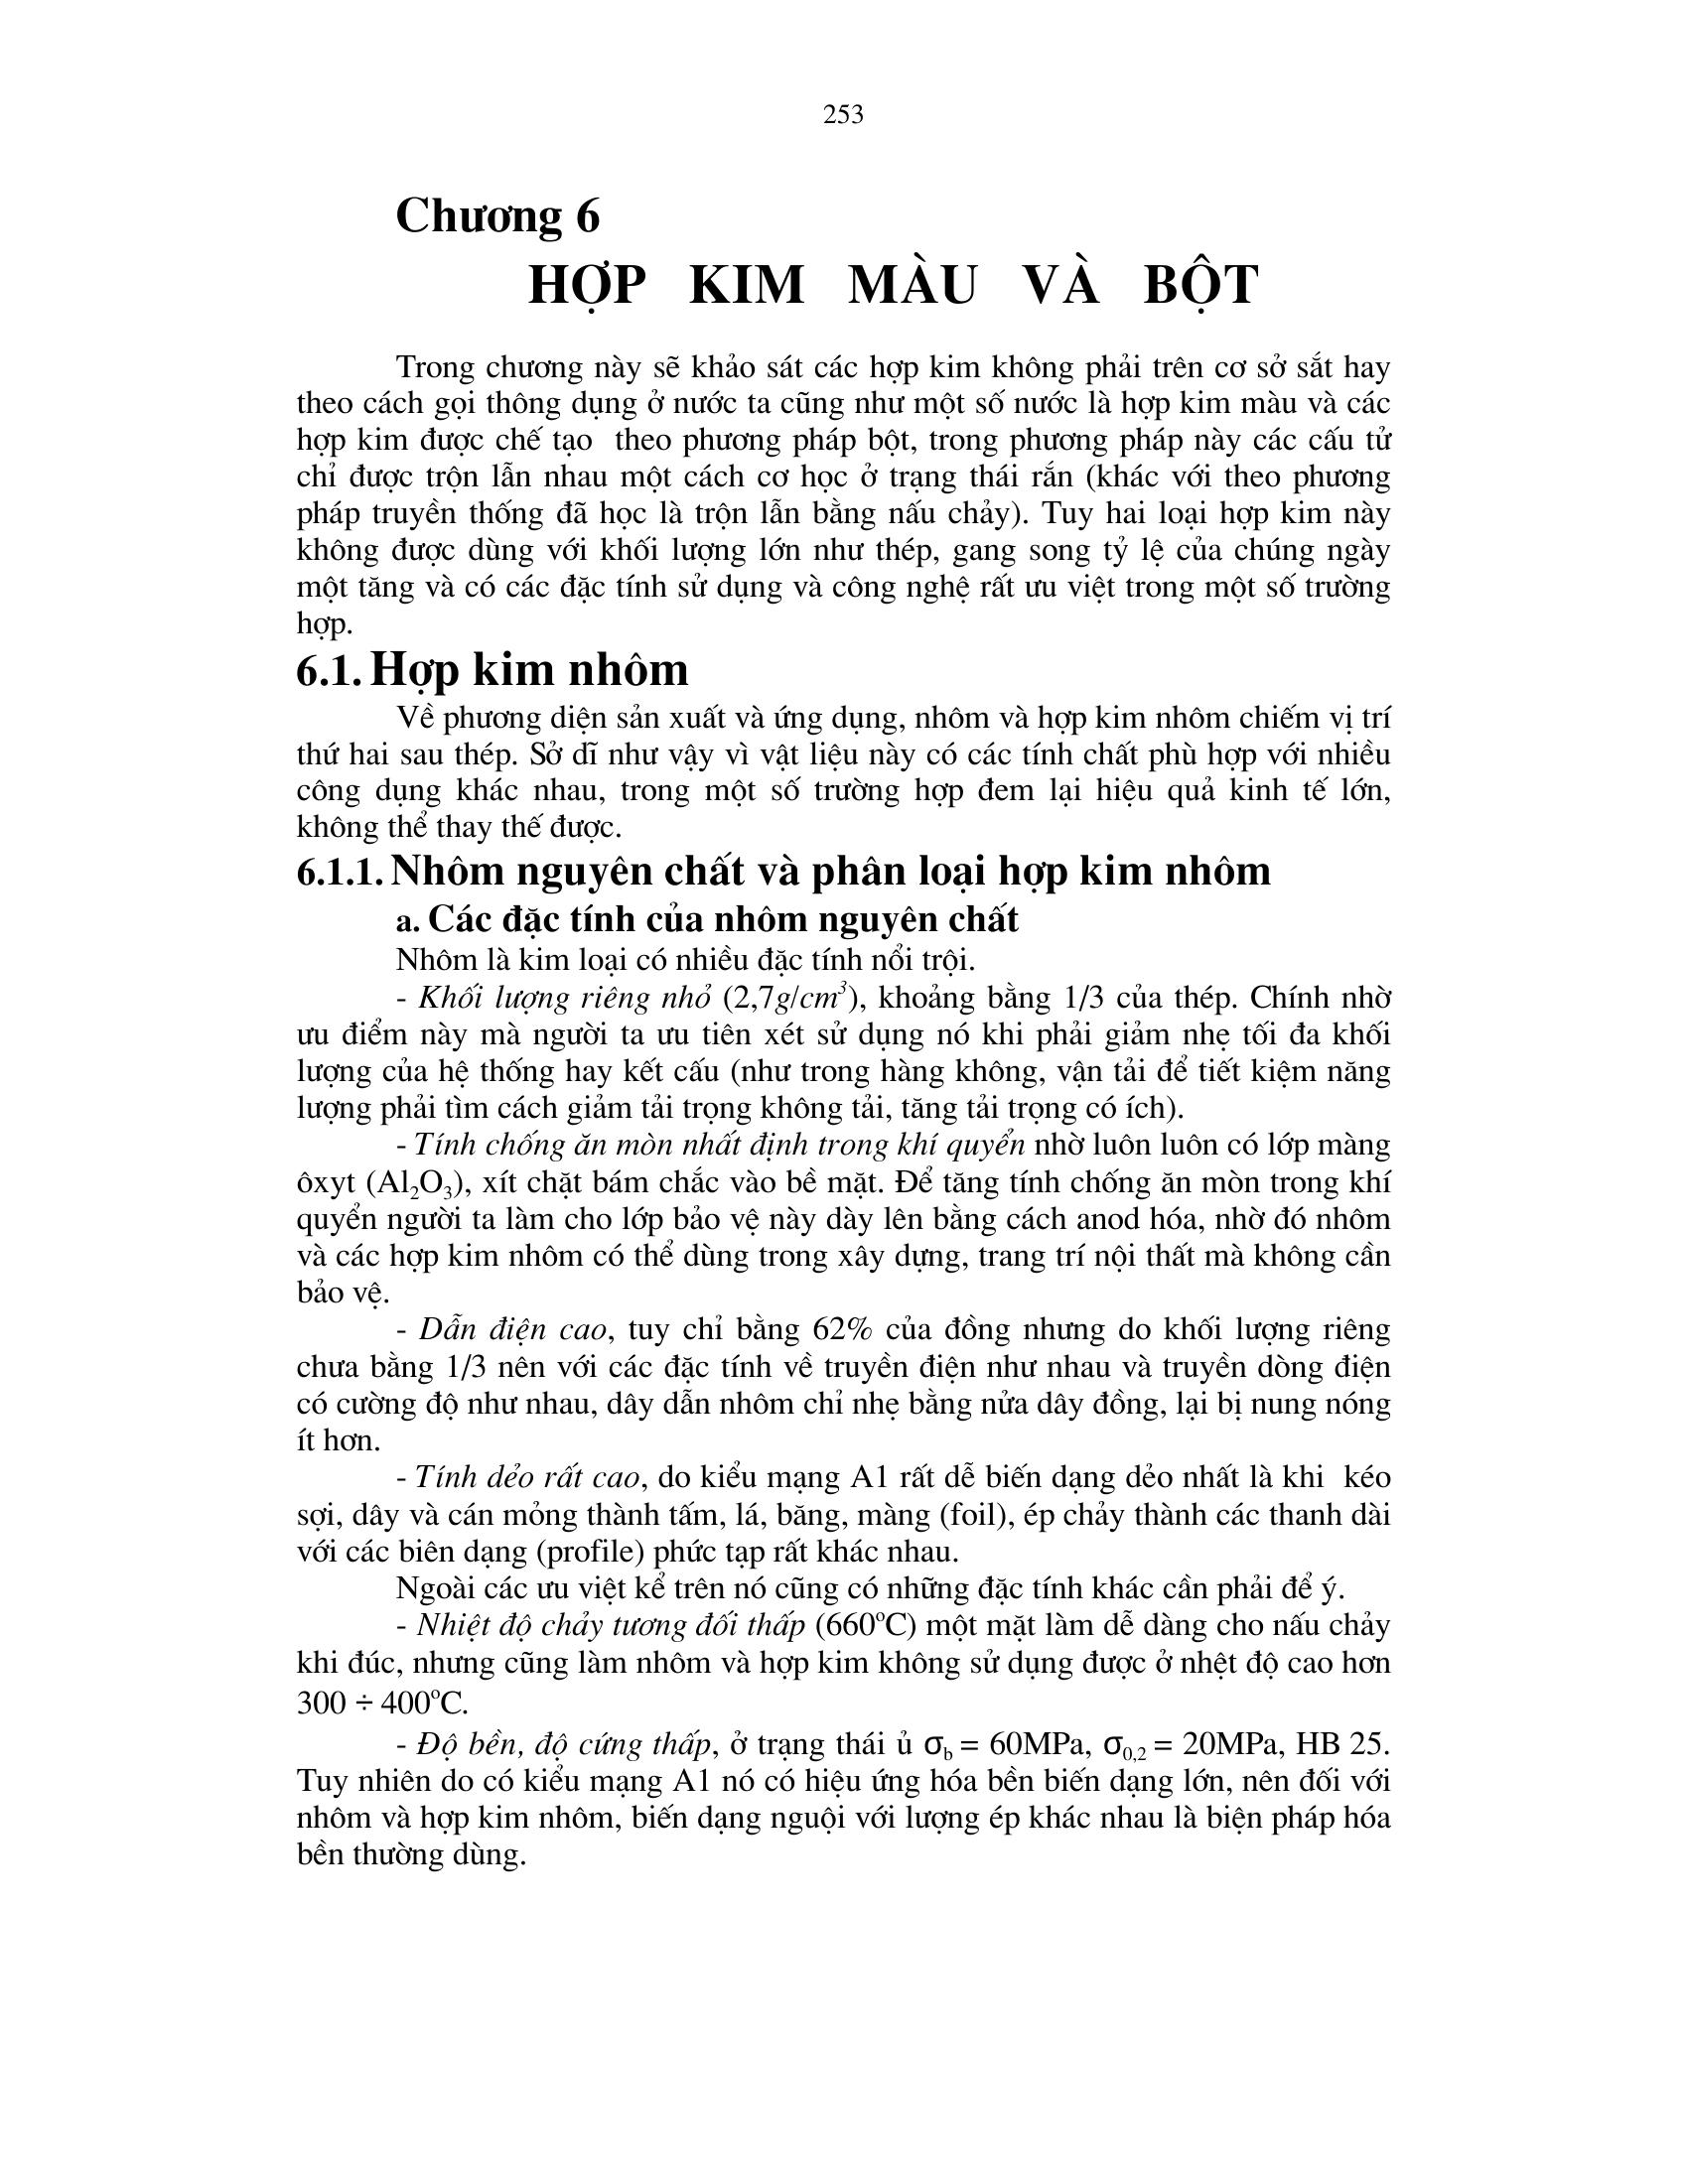 253
Chương 6
HỢP KIM MÀU VÀ BỘT
Trong chương này sẽ khảo sát các hợp kim không phải trên cơ sở sắt hay
theo cách gọi thông dụng ở nước ta cũng như một số nước là hợp kim màu và các
hợp kim được chế tạo theo phương pháp bột, trong phương pháp này các cấu tử
chỉ được trộn lẫn nhau một cách cơ học ở trạng thái rắn (khác với theo phương
pháp truyền thống đã học là trộn lẫn bằng nấu chảy). Tuy hai loại hợp kim này
không được dùng với khối lượng lớn như thép, gang song tỷ lệ của chúng ngày
một tăng và có các đặc tính sử dụng và công nghệ rất ưu việt trong một số trường
hợp.
6.1. Hợp kim nhôm
Về phương diện sản xuất và ứng dụng, nhôm và hợp kim nhôm chiếm vị trí
thứ hai sau thép. Sở dĩ như vậy vì vật liệu này có các tính chất phù hợp với nhiều
công dụng khác nhau, trong một số trường hợp đem lại hiệu quả kinh tế lớn,
không thể thay thế được.
6.1.1. Nhôm nguyên chất và phân loại hợp kim nhôm
a. Các đặc tính của nhôm nguyên chất
Nhôm là kim loại có nhiều đặc tính nổi trội.
- Khối lượng riêng nhỏ (2,7g/cm³), khoảng bằng 1/3 của thép. Chính nhờ
ưu điểm này mà người ta ưu tiên xét sử dụng nó khi phải giảm nhẹ tối đa khối
lượng của hệ thống hay kết cấu (như trong hàng không, vận tải để tiết kiệm năng
lượng phải tìm cách giảm tải trọng không tải, tăng tải trọng có ích).
- Tính chống ăn mòn nhất định trong khí quyển nhờ luôn luôn có lớp màng
ôxyt (Al₂O₃), xít chặt bám chắc vào bề mặt. Để tăng tính chống ăn mòn trong khí
quyển người ta làm cho lớp bảo vệ này dày lên bằng cách anod hóa, nhờ đó nhôm
và các hợp kim nhôm có thể dùng trong xây dựng, trang trí nội thất mà không cần
bảo vệ.
- Dẫn điện cao, tuy chỉ bằng 62% của đồng nhưng do khối lượng riêng
chưa bằng 1/3 nên với các đặc tính về truyền điện như nhau và truyền dòng điện
có cường độ như nhau, dây dẫn nhôm chỉ nhẹ bằng nửa dây đồng, lại bị nung nóng
ít hơn.
- Tính dẻo rất cao, do kiểu mạng A1 rất dễ biến dạng dẻo nhất là khi kéo
sợi, dây và cán mỏng thành tấm, lá, băng, màng (foil), ép chảy thành các thanh dài
với các biên dạng (profile) phức tạp rất khác nhau.
Ngoài các ưu việt kể trên nó cũng có những đặc tính khác cần phải để ý.
- Nhiệt độ chảy tương đối thấp (660ºC) một mặt làm dễ dàng cho nấu chảy
khi đúc, nhưng cũng làm nhôm và hợp kim không sử dụng được ở nhệt độ cao hơn
300 ÷ 400ºC.
- Độ bền, độ cứng thấp, ở trạng thái ủ σb = 60MPa, σ0,2 = 20MPa, HB 25.
Tuy nhiên do có kiểu mạng A1 nó có hiệu ứng hóa bền biến dạng lớn, nên đối với
nhôm và hợp kim nhôm, biến dạng nguội với lượng ép khác nhau là biện pháp hóa
bền thường dùng.